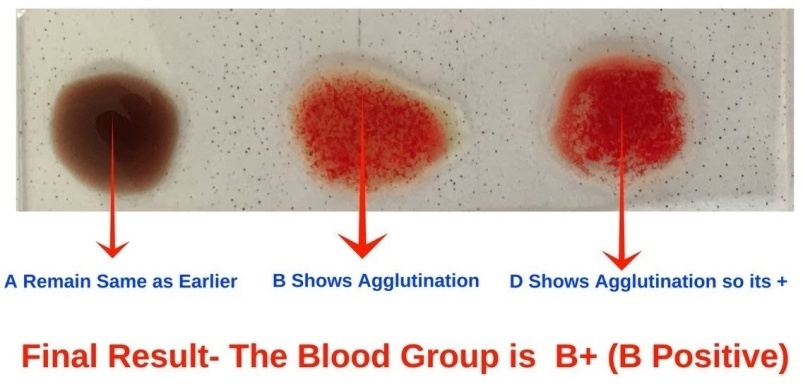 A Remain Same as Earlier
B Shows Agglutination
D Shows Agglutination so its +
Final Result- The Blood Group is B+ (B Positive)